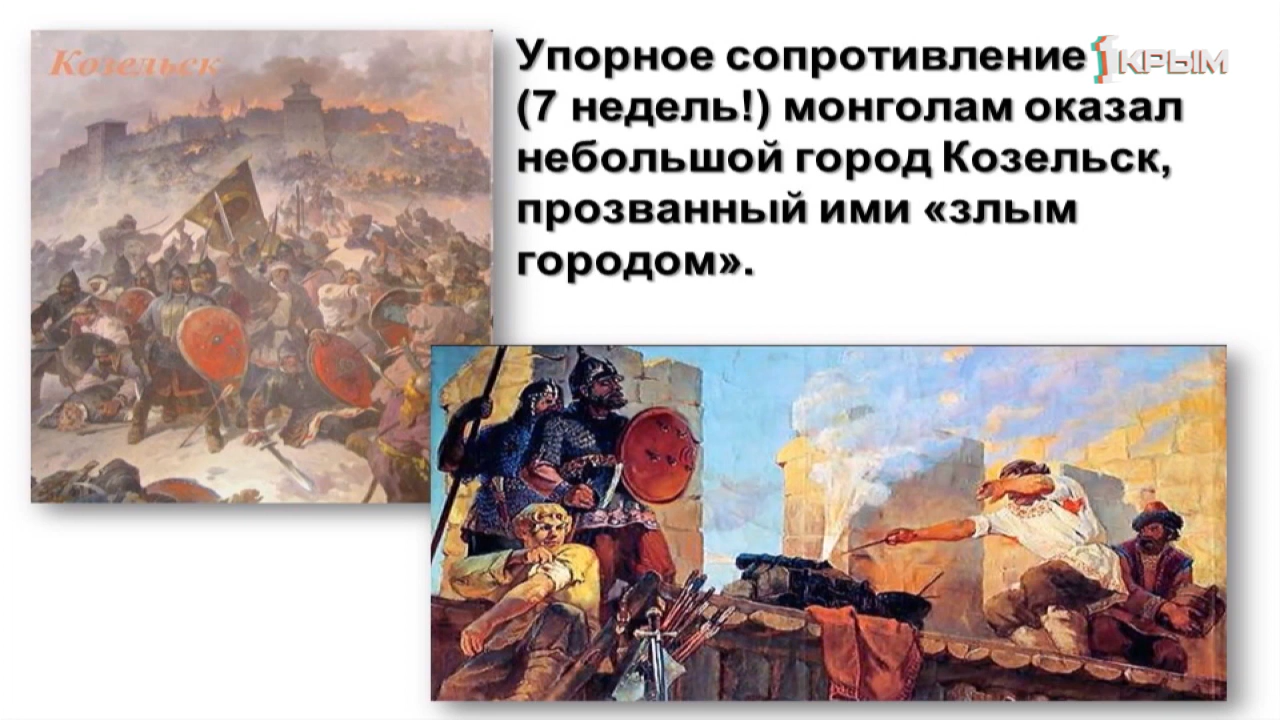 Козельск
Упорное сопротивление
1 КРЫМ
(7 недель!) монголам оказал
небольшой город Козельск,
прозванный ими «злым
городом».